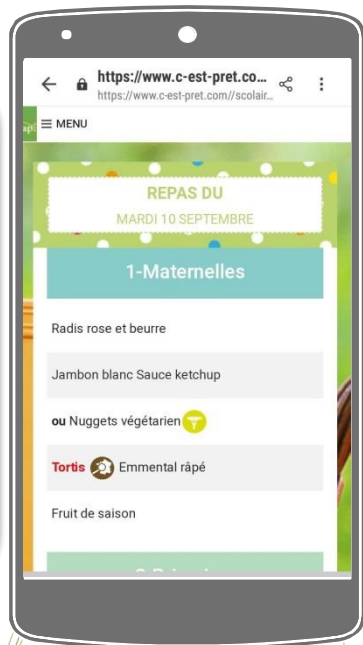 https://www.c-est-pret.co...
https://www.c-est-pret.com//scolair...
MENU
REPAS DU
MARDI 10 SEPTEMBRE
1-Maternelles
Radis rose et beurre
Jambon blanc Sauce ketchup
ou Nuggets végétarien
Tortis Emmental râpé
Fruit de saison